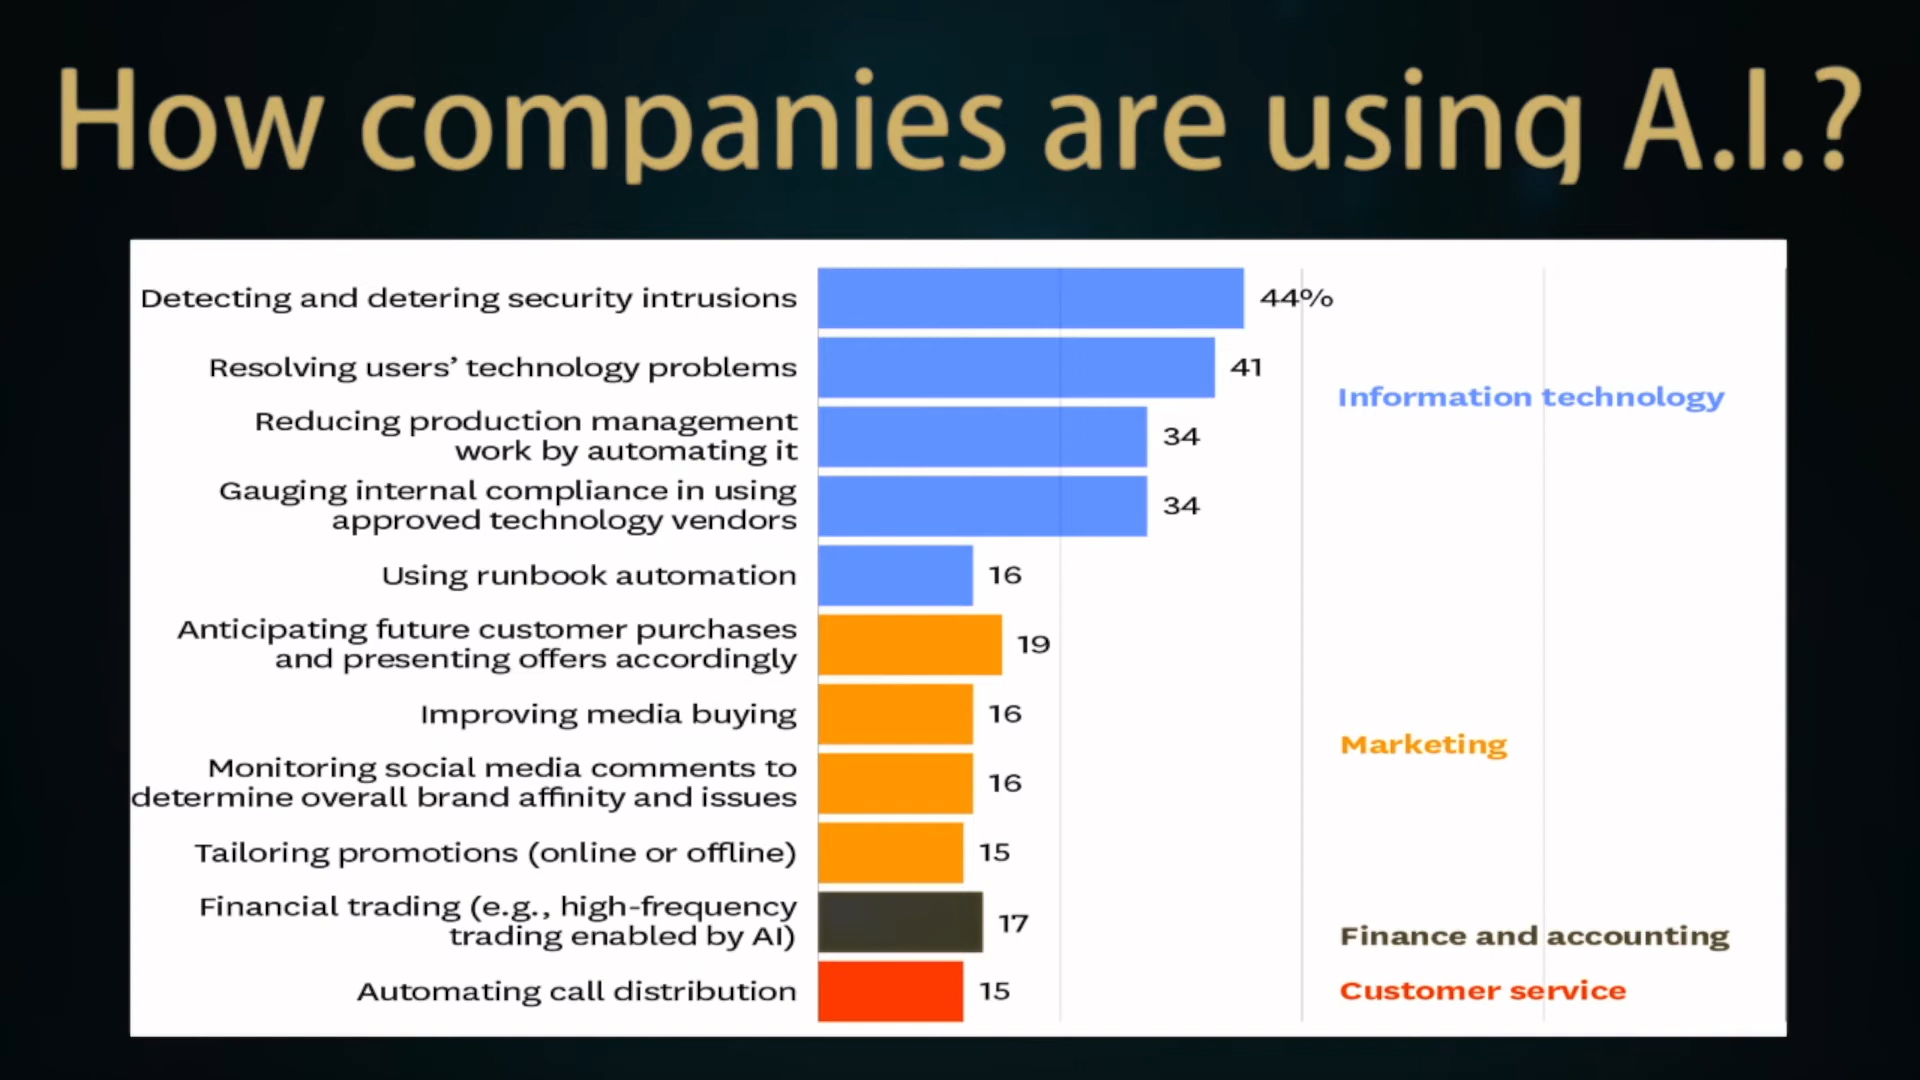 How companies are using A.I.?
Detecting and detering security intrusions
44%
Resolving users’ technology problems
41
Information technology
Reducing production management
work by automating it
34
Gauging internal compliance in using
approved technology vendors
34
Using runbook automation
16
Anticipating future customer purchases
and presenting offers accordingly
19
Improving media buying
16
Marketing
Monitoring social media comments to
determine overall brand affinity and issues
16
Tailoring promotions (online or offline)
15
Financial trading (e.g., high-frequency
trading enabled by AI)
17
Finance and accounting
Automating call distribution
15
Customer service